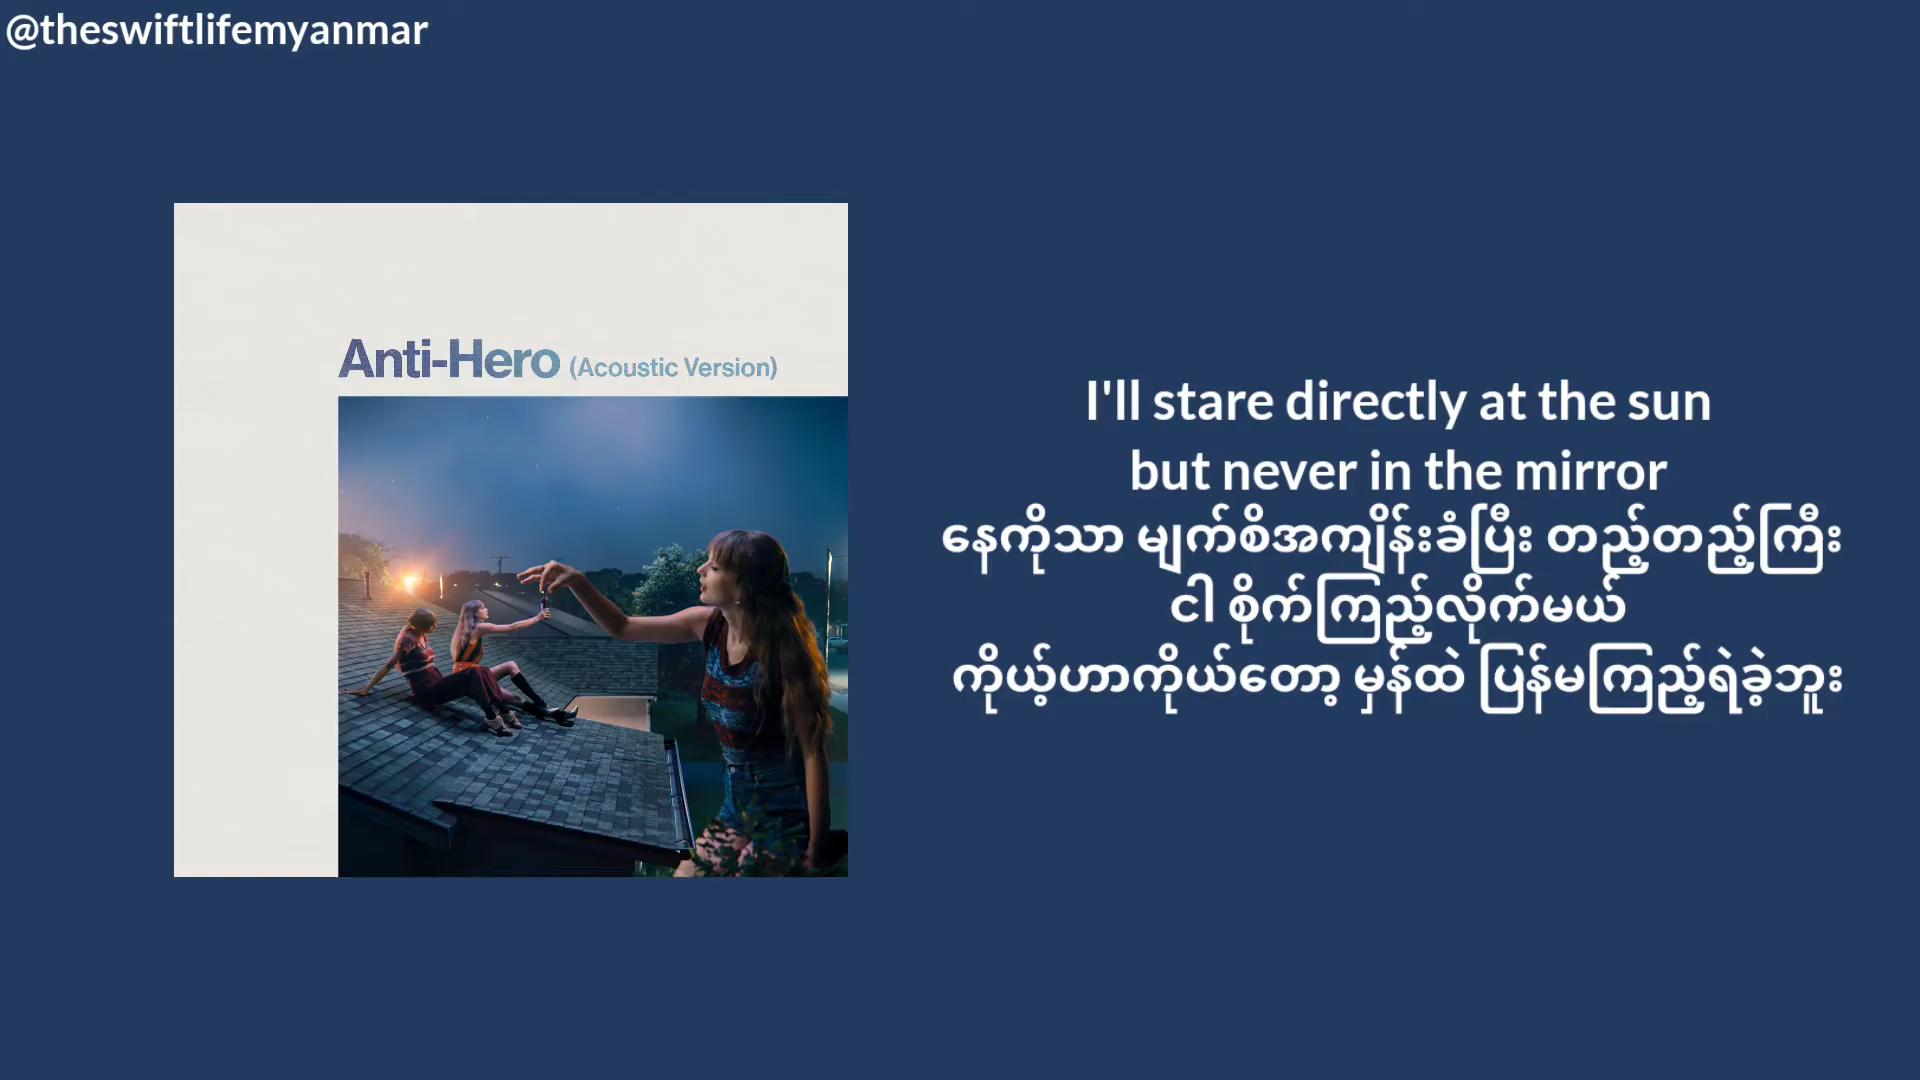 @theswiftlifemyanmar
Anti-Hero (Acoustic Version)
I'll stare directly at the sun
but never in the mirror
နေကိုသာ မျက်စိအကျိန်းခံပြီး တည့်တည့်ကြီး
ငါ စိုက်ကြည့်လိုက်မယ်
ကိုယ့်ဟာကိုယ်တော့ မှန်ထဲ ပြန်မကြည့်ရဲခဲ့ဘူး